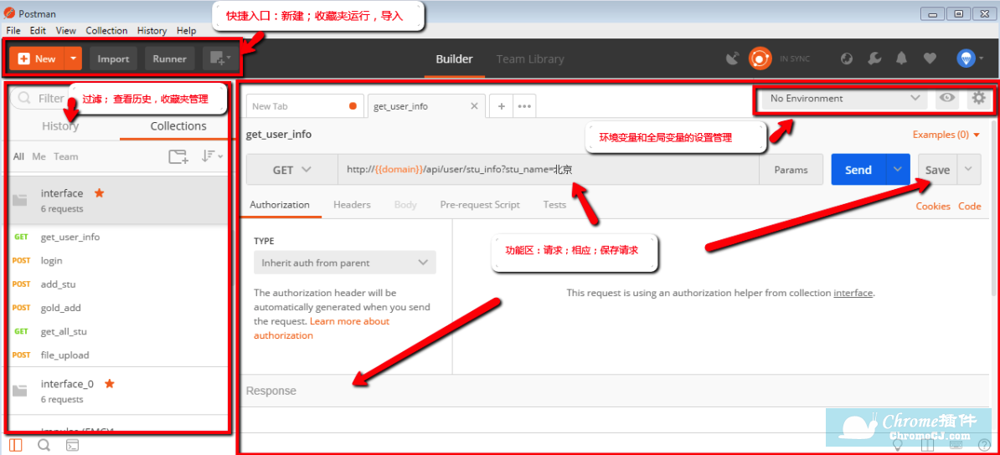 Postman
快捷入口：新建；收藏夹运行，导入
File Edit View Collection History Help
New Import Runner
Builder Team Library
IN SYNC
Filter
过滤； 查看历史，收藏夹管理
History Collections
All Me Team
interface
6 requests
GET get_user_info
POST login
POST add_stu
POST gold_add
GET get_all_stu
POST file_upload
interface_0
6 requests
New Tab
get_user_info
No Environment
环境变量和全局变量的设置管理
get_user_info
Examples (0)
GET
http://{{domain}}/api/user/stu_info?stu_name=北京
Params
Send
Save
Authorization Headers Body Pre-request Script Tests
Cookies Code
功能区：请求；相应；保存请求
TYPE
Inherit auth from parent
The authorization header will be
automatically generated when you send
the request. Learn more about
authorization
This request is using an authorization helper from collection interface.
Response
Chrome插件
ChromeCJ.com